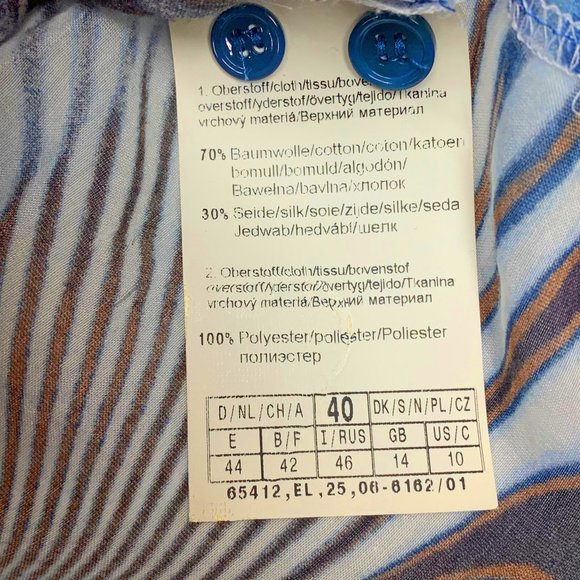 1. Oberstoff/cloth/tissu/bovenstof
overstoff/yderstof/övertyg/tejido/Tkanina
vrchový materiá/Верхний материал
70% Baumwolle/cotton/coton/katoen
bomull/bomuld/algodón/
Bawełna/bavlna/хлопок
30% Seide/silk/soie/zijde/silke/seda
Jedwab/hedvábí/шелк
2. Oberstoff/cloth/tissu/bovenstof
overstoff/yderstof/övertyg/tejido/Tkanina
vrchový materiá/Верхний материал
100% Polyester/poliester/Poliester
полиэстер
D/NL/CH/A 40 DK/S/N/PL/CZ
E B/F I/RUS GB US/C
44 42 46 14 10
65412,EL,25,06-6162/01